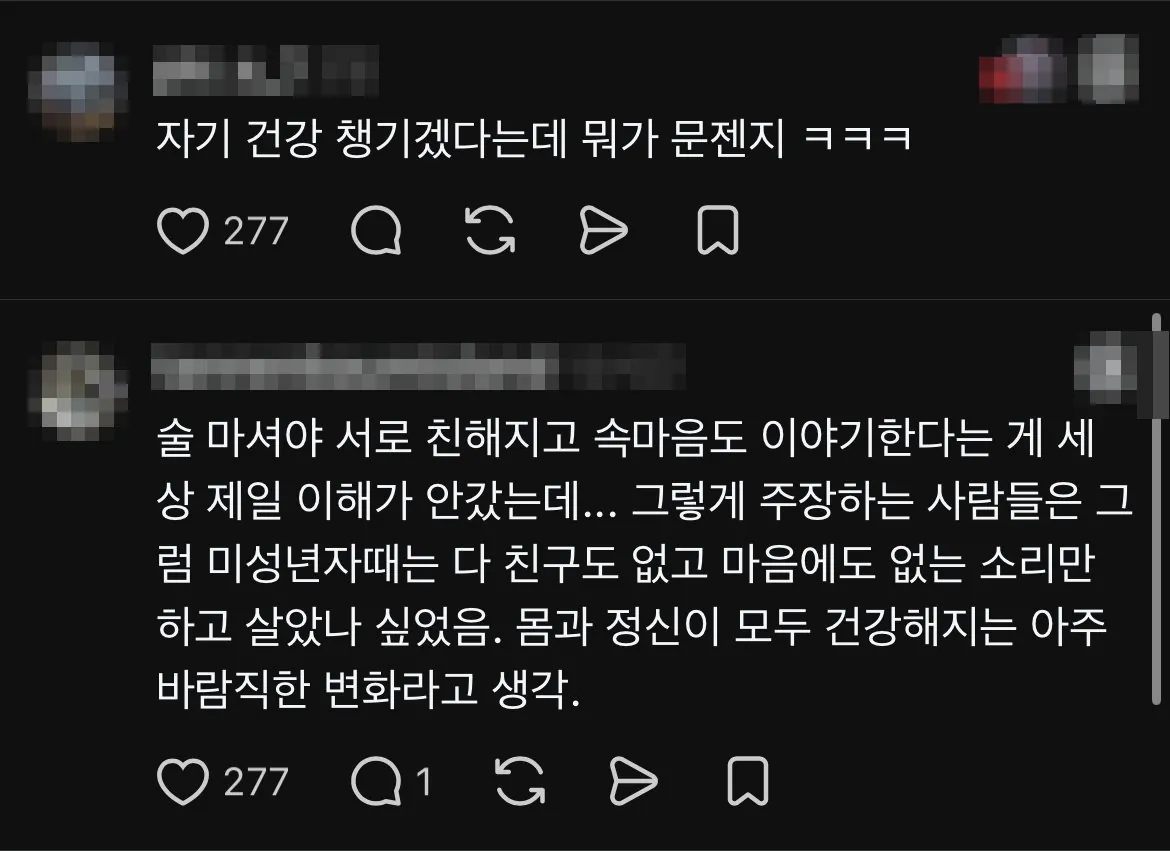 자기 건강 챙기겠다는데 뭐가 문젠지 ㅋㅋㅋ
277
술 마셔야 서로 친해지고 속마음도 이야기한다는 게 세
상 제일 이해가 안갔는데... 그렇게 주장하는 사람들은 그
럼 미성년자때는 다 친구도 없고 마음에도 없는 소리만
하고 살았나 싶었음. 몸과 정신이 모두 건강해지는 아주
바람직한 변화라고 생각.
277 1